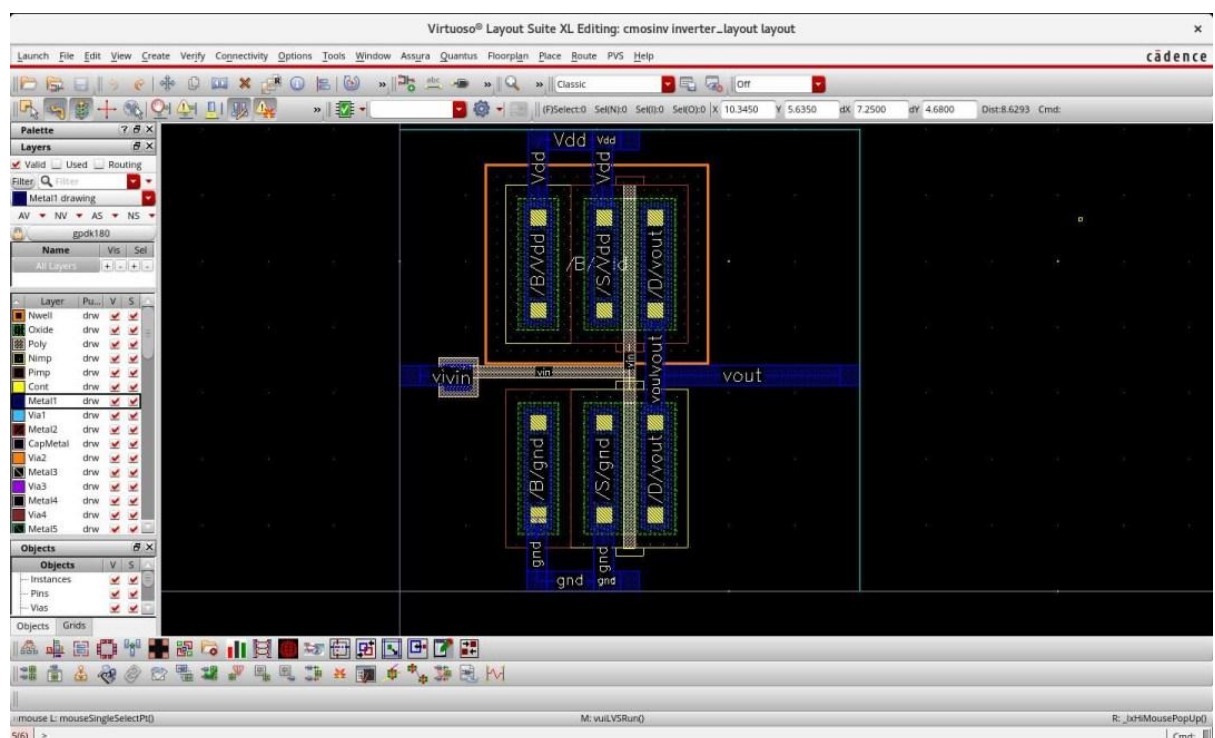 Virtuoso® Layout Suite XL Editing: cmosinv inverter_layout layout
×
Launch File Edit View Create Verify Connectivity Options Tools Window Assura Quantus Floorplan Place Route PVS Help
cādence
» » » Classic Off
» (F)Select:0 Sel(N):0 Sel(I):0 Sel(O):0 X 10.3450 Y 5.6350 dX 7.2500 dY 4.6800 Dist:8.6293 Cmd:
Palette
Layers
Valid Used Routing
Filter Filter
Metal1 drawing
AV NV AS NS
gpdk180
Name Vis Sel
All Layers + - + -
Layer Pu... V S
Nwell drw
Oxide drw
Poly drw
Nimp drw
Pimp drw
Cont drw
Metal1 drw
Via1 drw
Metal2 drw
CapMetal drw
Via2 drw
Metal3 drw
Via3 drw
Metal4 drw
Via4 drw
Metal5 drw
Objects
Objects V S
Instances
Pins
Vias
Objects Grids
Vdd Vdd
Vdd Vdd
/B/Vdd /S/Vdd /D/vout
vivin vin vin vout
/B/gnd /S/gnd /D/vout
gnd gnd
gnd gnd
mouse L: mouseSingleSelectPt() M: vuiLVSRun() R: _lxHiMousePopUp()
5(6) > Cmd: